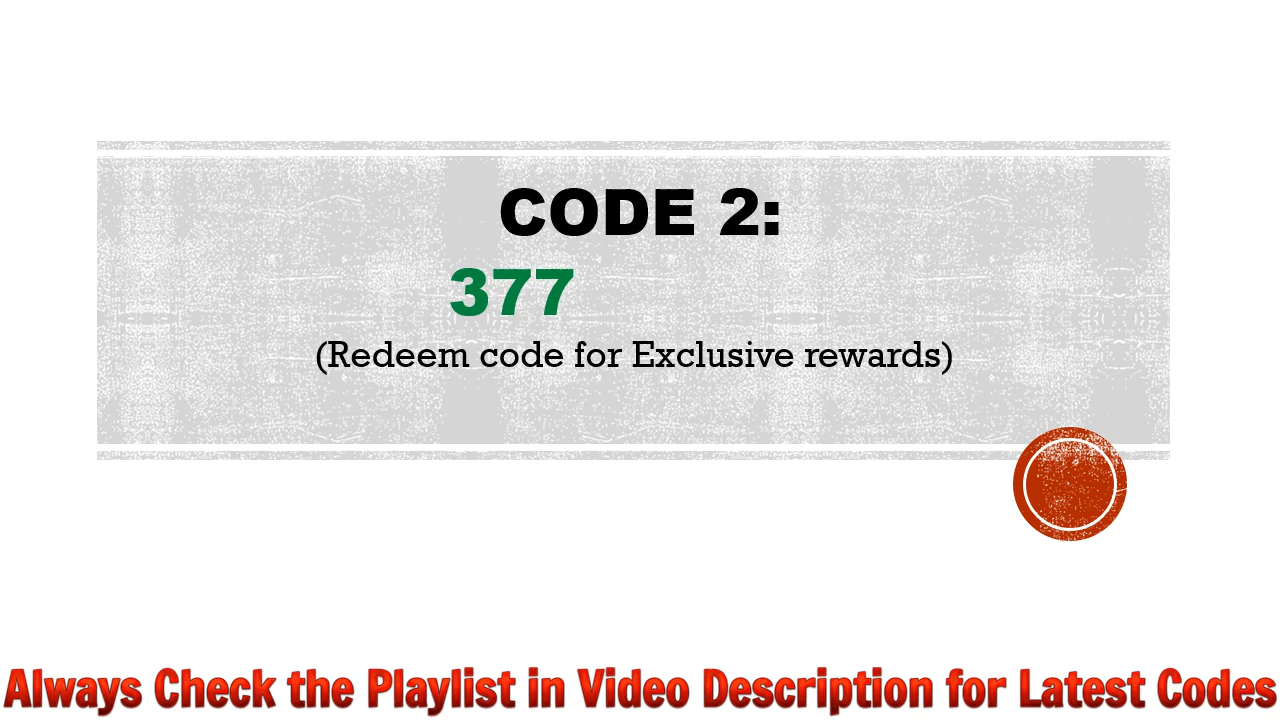 CODE 2:
377
(Redeem code for Exclusive rewards)
Always Check the Playlist in Video Description for Latest Codes